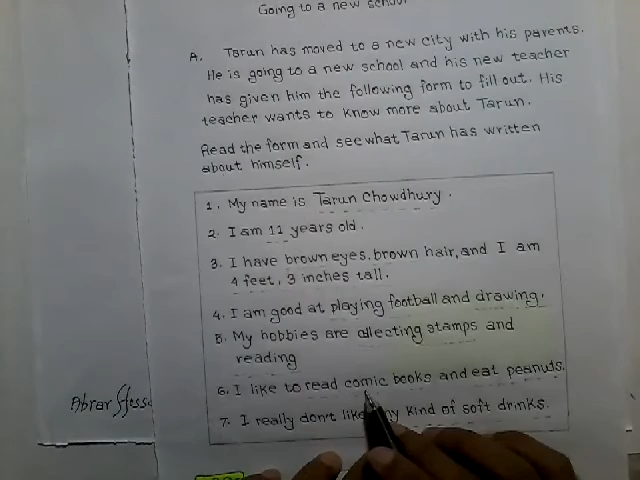 Going to a new school
A. Tarun has moved to a new city with his parents.
He is going to a new school and his new teacher
has given him the following form to fill out. His
teacher wants to know more about Tarun.
Read the form and see what Tarun has written
about himself.
1. My name is Tarun Chowdhury.
2. I am 11 years old.
3. I have brown eyes. brown hair, and I am
4 feet, 3 inches tall.
4. I am good at playing football and drawing.
5. My hobbies are collecting stamps and
reading
6. I like to read comic books and eat peanuts.
7. I really don't like any kind of soft drinks.
Abrar